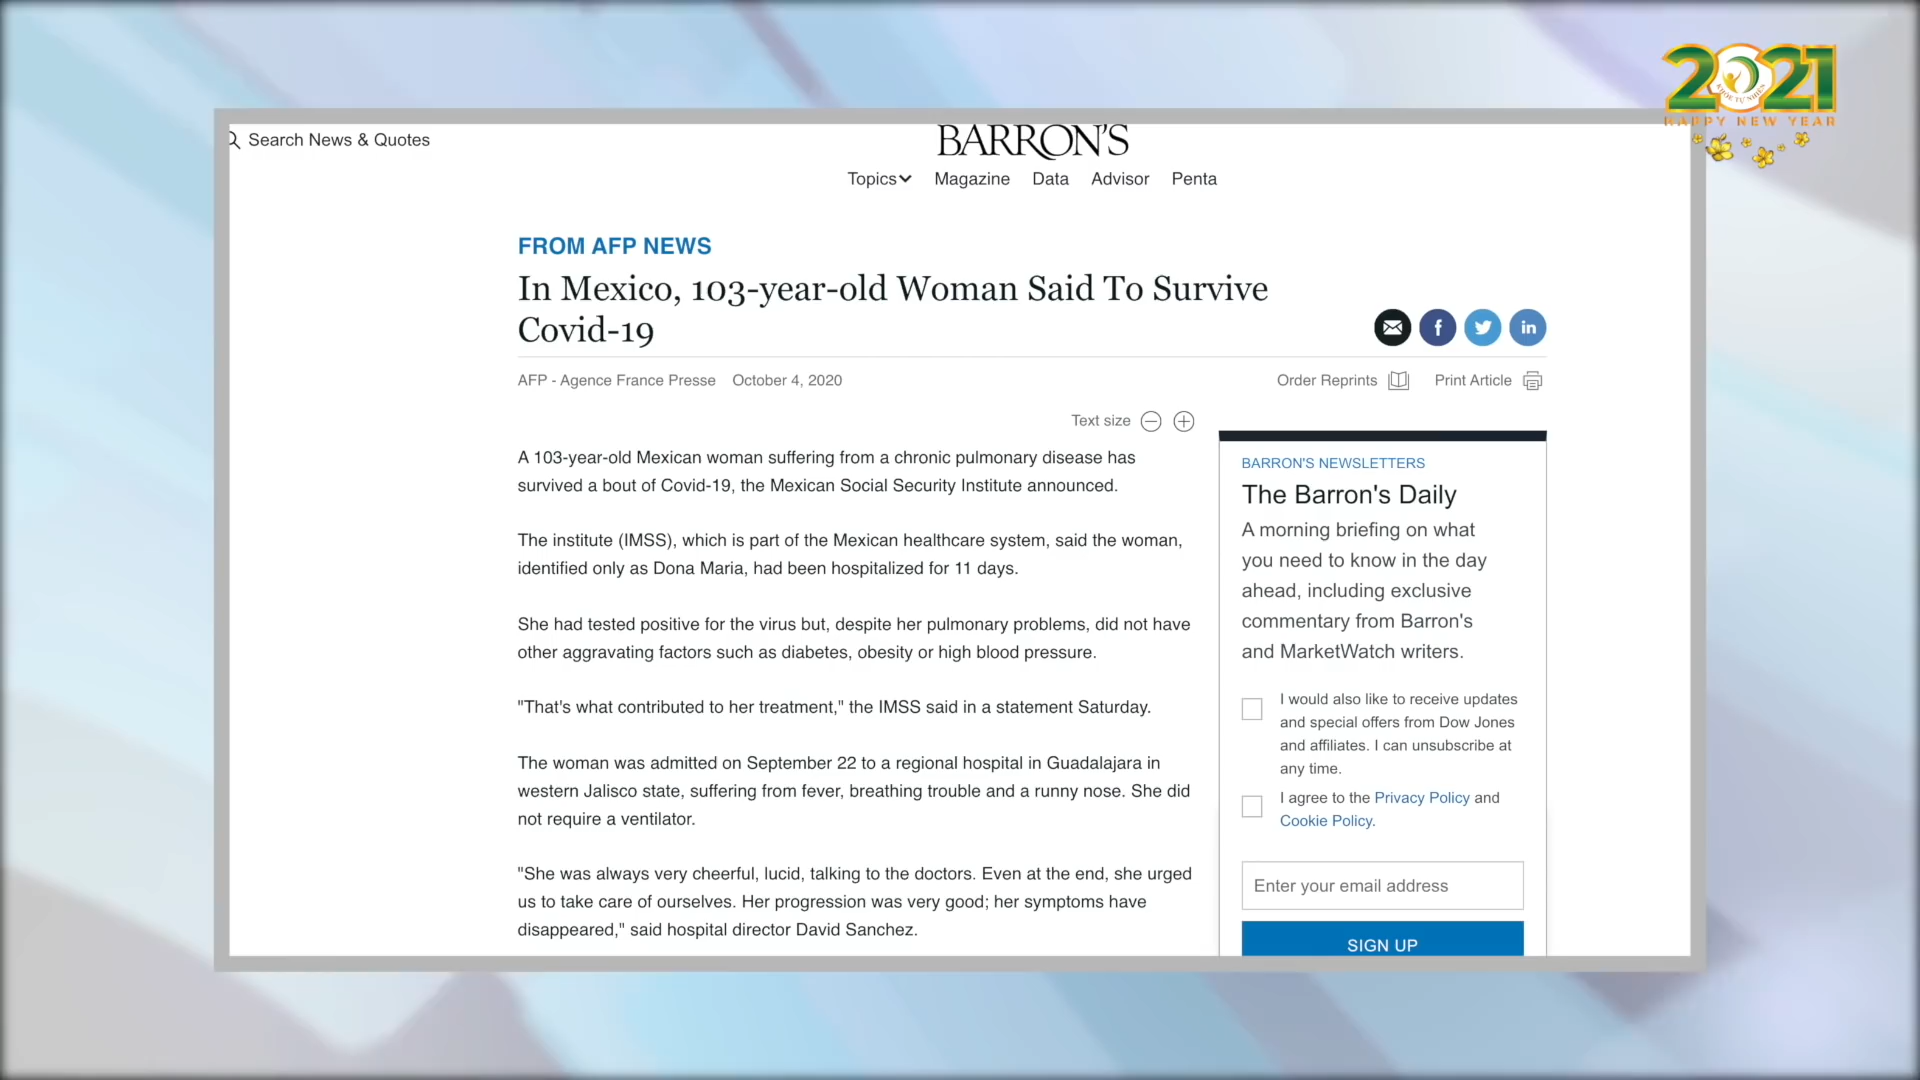 2021
HAPPY NEW YEAR
Search News & Quotes
BARRON'S
Topics
Magazine
Data
Advisor
Penta
FROM AFP NEWS
In Mexico, 103-year-old Woman Said To Survive
Covid-19
AFP - Agence France Presse
October 4, 2020
Order Reprints
Print Article
Text size
A 103-year-old Mexican woman suffering from a chronic pulmonary disease has
survived a bout of Covid-19, the Mexican Social Security Institute announced.
The institute (IMSS), which is part of the Mexican healthcare system, said the woman,
identified only as Dona Maria, had been hospitalized for 11 days.
She had tested positive for the virus but, despite her pulmonary problems, did not have
other aggravating factors such as diabetes, obesity or high blood pressure.
"That's what contributed to her treatment," the IMSS said in a statement Saturday.
The woman was admitted on September 22 to a regional hospital in Guadalajara in
western Jalisco state, suffering from fever, breathing trouble and a runny nose. She did
not require a ventilator.
"She was always very cheerful, lucid, talking to the doctors. Even at the end, she urged
us to take care of ourselves. Her progression was very good; her symptoms have
disappeared," said hospital director David Sanchez.
BARRON'S NEWSLETTERS
The Barron's Daily
A morning briefing on what
you need to know in the day
ahead, including exclusive
commentary from Barron's
and MarketWatch writers.
I would also like to receive updates
and special offers from Dow Jones
and affiliates. I can unsubscribe at
any time.
I agree to the Privacy Policy and
Cookie Policy.
Enter your email address
SIGN UP